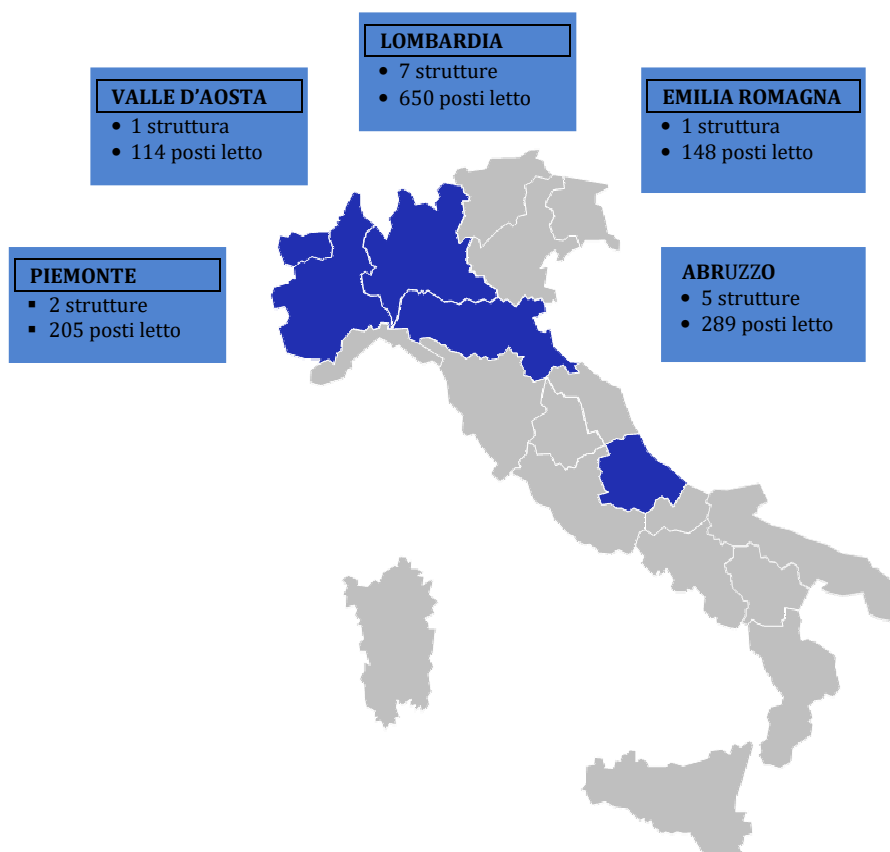 LOMBARDIA
• 7 strutture
• 650 posti letto
VALLE D'AOSTA
• 1 struttura
• 114 posti letto
EMILIA ROMAGNA
• 1 struttura
• 148 posti letto
PIEMONTE
▪ 2 strutture
▪ 205 posti letto
ABRUZZO
• 5 strutture
• 289 posti letto